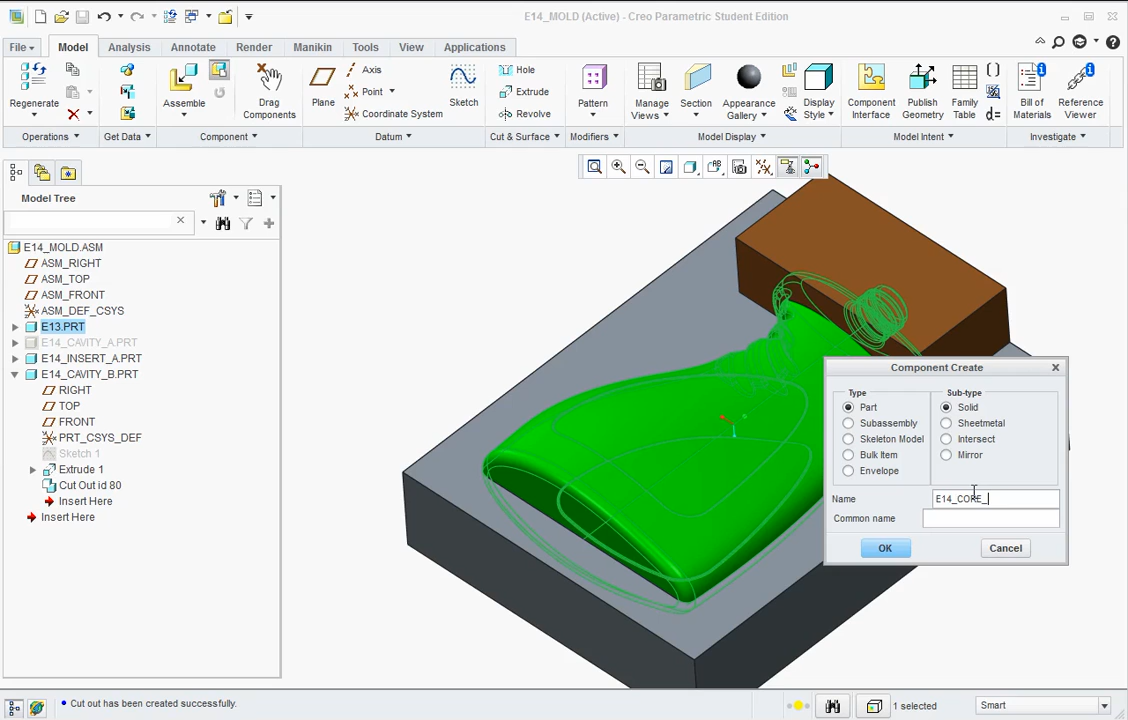 E14_MOLD (Active) - Creo Parametric Student Edition
File
Model
Analysis
Annotate
Render
Manikin
Tools
View
Applications
Regenerate
Assemble
Drag Components
Plane
Axis
Point
Coordinate System
Sketch
Hole
Extrude
Revolve
Pattern
Manage Views
Section
Appearance Gallery
Display Style
Component Interface
Publish Geometry
Family Table
Bill of Materials
Reference Viewer
Operations
Get Data
Component
Datum
Cut & Surface
Modifiers
Model Display
Model Intent
Investigate
Model Tree
E14_MOLD.ASM
ASM_RIGHT
ASM_TOP
ASM_FRONT
ASM_DEF_CSYS
E13.PRT
E14_CAVITY_A.PRT
E14_INSERT_A.PRT
E14_CAVITY_B.PRT
RIGHT
TOP
FRONT
PRT_CSYS_DEF
Sketch 1
Extrude 1
Cut Out id 80
Insert Here
Insert Here
Component Create
Type
Sub-type
Part
Solid
Subassembly
Sheetmetal
Skeleton Model
Intersect
Bulk Item
Mirror
Envelope
Name
E14_CORE_
Common name
OK
Cancel
Cut out has been created successfully.
1 selected
Smart